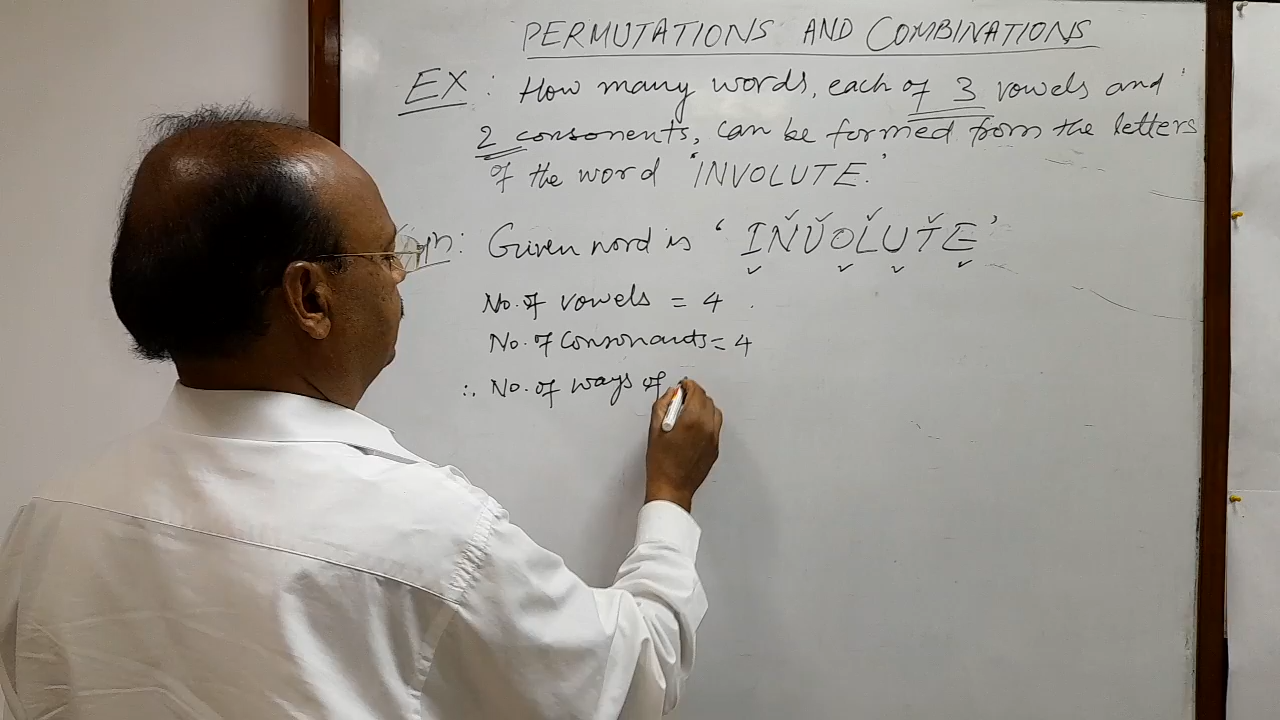 PERMUTATIONS AND COMBINATIONS
EX: How many words, each of 3 vowels and
2 consonents, can be formed from the letters
of the word 'INVOLUTE.'
: Given word is 'INVOLUTE'
No. of vowels = 4.
No. of consonants = 4
∴ No. of ways of